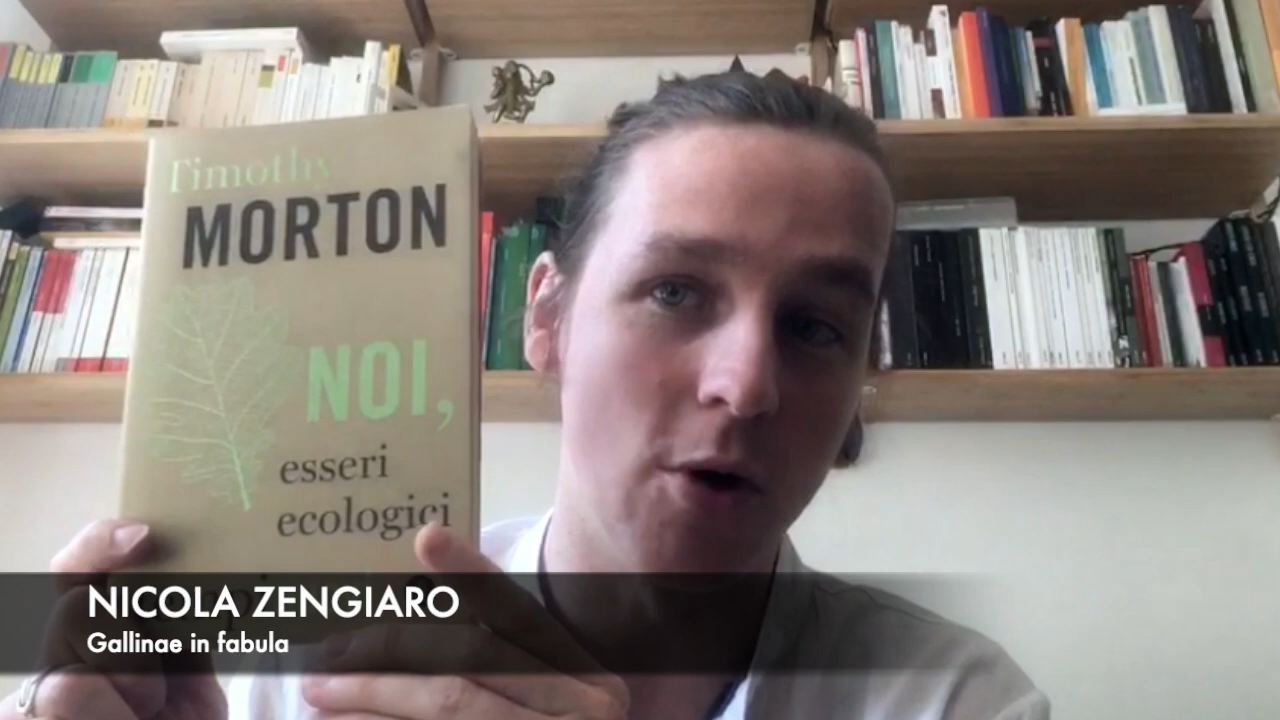 Timothy
MORTON
NOI,
esseri
ecologici
NICOLA ZENGIARO
Gallinae in fabula